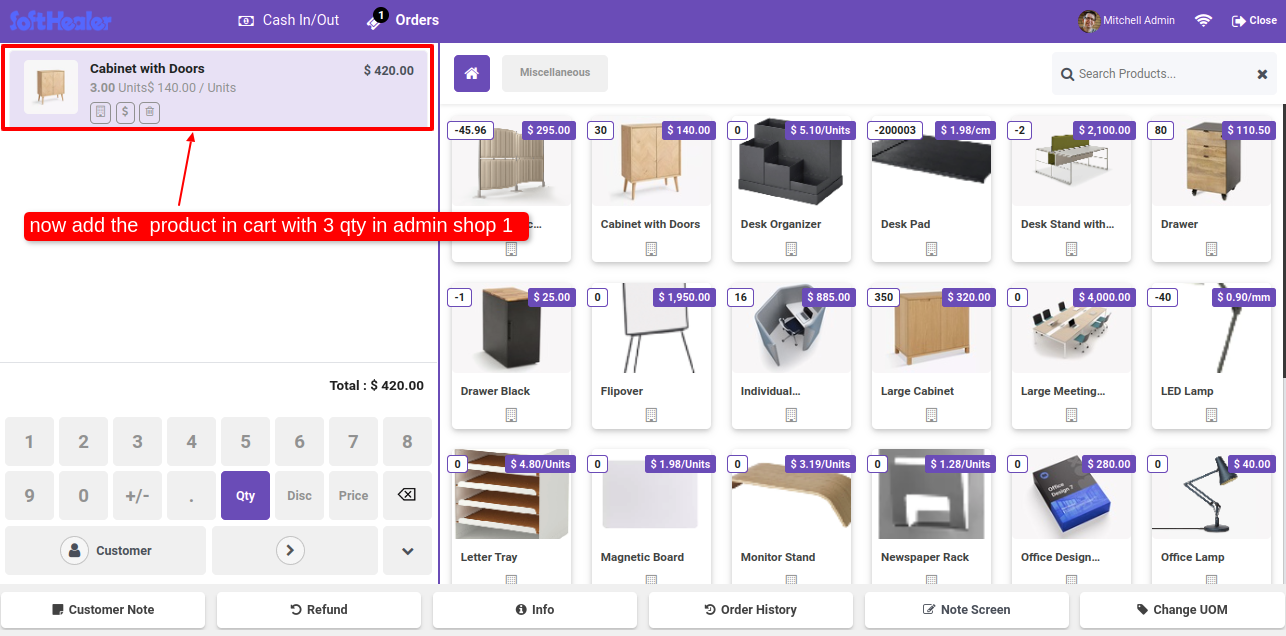 SoftHealer
Cash In/Out
1
Orders
Mitchell Admin
Close
Cabinet with Doors
$ 420.00
3.00 Units$ 140.00 / Units
$
now add the product in cart with 3 qty in admin shop 1
Total : $ 420.00
1 2 3 4 5 6 7 8
9 0 +/- . Qty Disc Price
Customer
Miscellaneous
Search Products...
-45.96 $ 295.00
30 $ 140.00
0 $ 5.10/Units
-200003 $ 1.98/cm
-2 $ 2,100.00
80 $ 110.50
c...
Cabinet with Doors
Desk Organizer
Desk Pad
Desk Stand with...
Drawer
-1 $ 25.00
0 $ 1,950.00
16 $ 885.00
350 $ 320.00
0 $ 4,000.00
-40 $ 0.90/mm
Drawer Black
Flipover
Individual...
Large Cabinet
Large Meeting...
LED Lamp
0 $ 4.80/Units
0 $ 1.98/Units
0 $ 3.19/Units
0 $ 1.28/Units
0 $ 280.00
0 $ 40.00
Office
Design 7
Letter Tray
Magnetic Board
Monitor Stand
Newspaper Rack
Office Design...
Office Lamp
Customer Note
Refund
Info
Order History
Note Screen
Change UOM